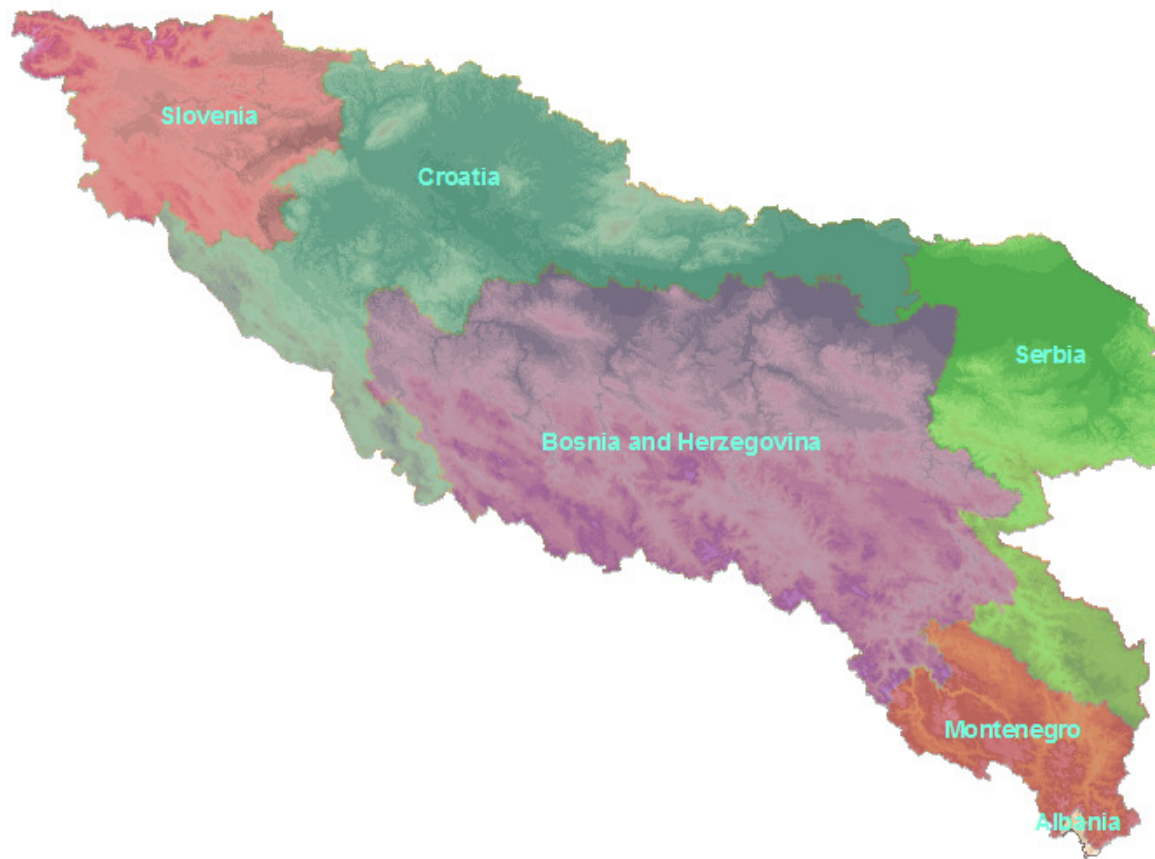 Slovenia
Croatia
Serbia
Bosnia and Herzegovina
Montenegro
Albania